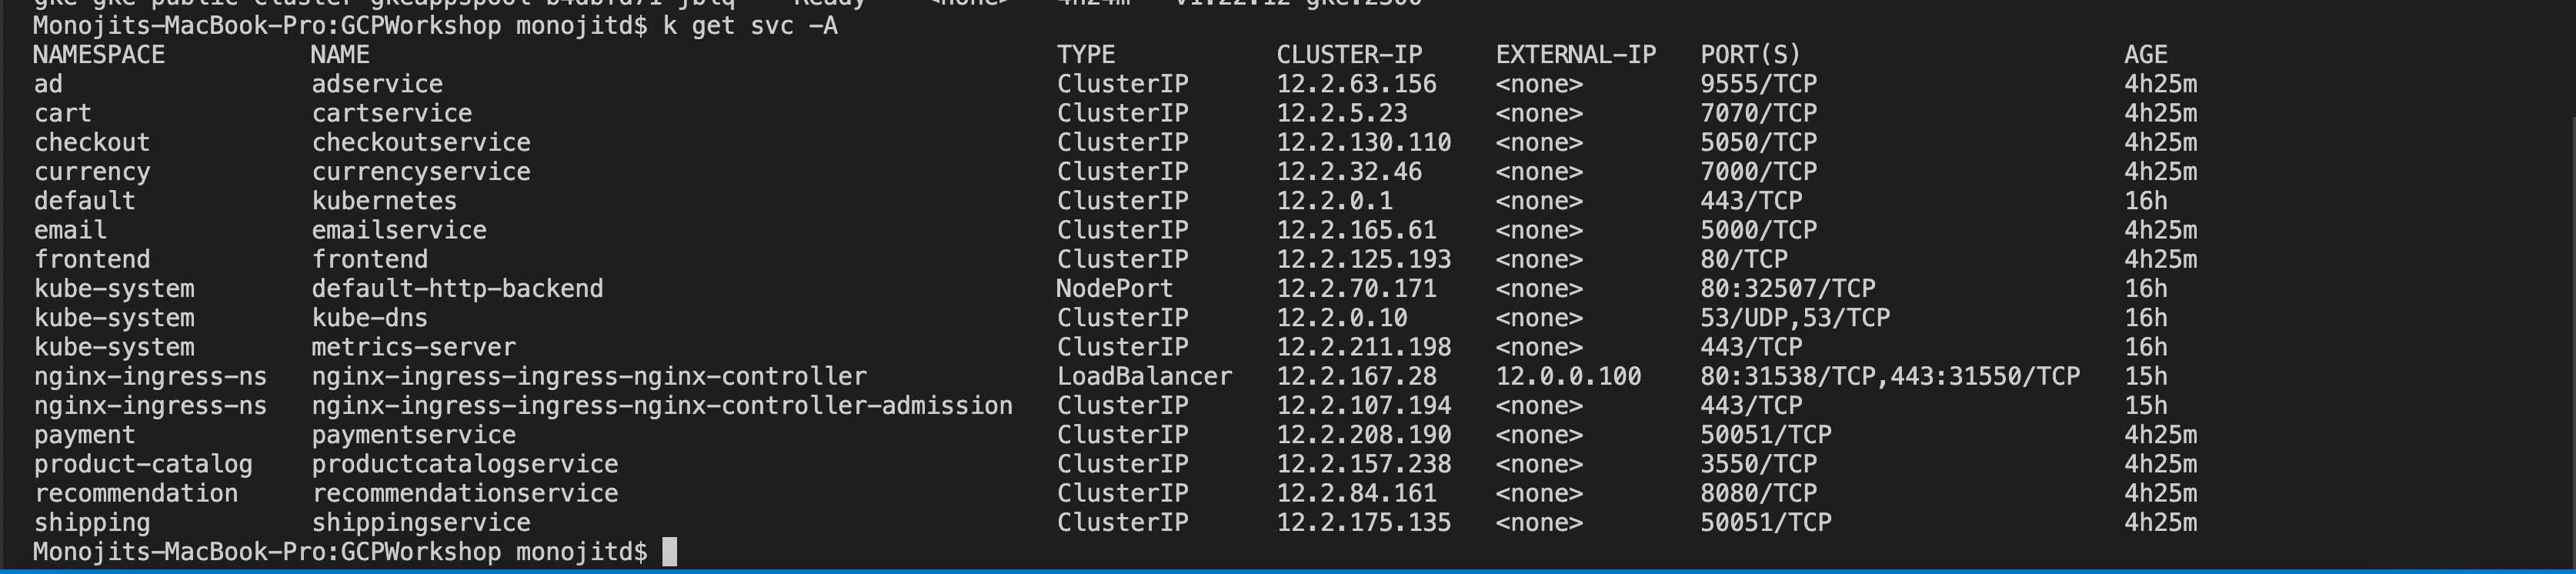 Monojits-MacBook-Pro:GCPWorkshop monojitd$ k get svc -A
NAMESPACE NAME TYPE CLUSTER-IP EXTERNAL-IP PORT(S) AGE
ad adservice ClusterIP 12.2.63.156 <none> 9555/TCP 4h25m
cart cartservice ClusterIP 12.2.5.23 <none> 7070/TCP 4h25m
checkout checkoutservice ClusterIP 12.2.130.110 <none> 5050/TCP 4h25m
currency currencyservice ClusterIP 12.2.32.46 <none> 7000/TCP 4h25m
default kubernetes ClusterIP 12.2.0.1 <none> 443/TCP 16h
email emailservice ClusterIP 12.2.165.61 <none> 5000/TCP 4h25m
frontend frontend ClusterIP 12.2.125.193 <none> 80/TCP 4h25m
kube-system default-http-backend NodePort 12.2.70.171 <none> 80:32507/TCP 16h
kube-system kube-dns ClusterIP 12.2.0.10 <none> 53/UDP,53/TCP 16h
kube-system metrics-server ClusterIP 12.2.211.198 <none> 443/TCP 16h
nginx-ingress-ns nginx-ingress-ingress-nginx-controller LoadBalancer 12.2.167.28 12.0.0.100 80:31538/TCP,443:31550/TCP 15h
nginx-ingress-ns nginx-ingress-ingress-nginx-controller-admission ClusterIP 12.2.107.194 <none> 443/TCP 15h
payment paymentservice ClusterIP 12.2.208.190 <none> 50051/TCP 4h25m
product-catalog productcatalogservice ClusterIP 12.2.157.238 <none> 3550/TCP 4h25m
recommendation recommendationservice ClusterIP 12.2.84.161 <none> 8080/TCP 4h25m
shipping shippingservice ClusterIP 12.2.175.135 <none> 50051/TCP 4h25m
Monojits-MacBook-Pro:GCPWorkshop monojitd$